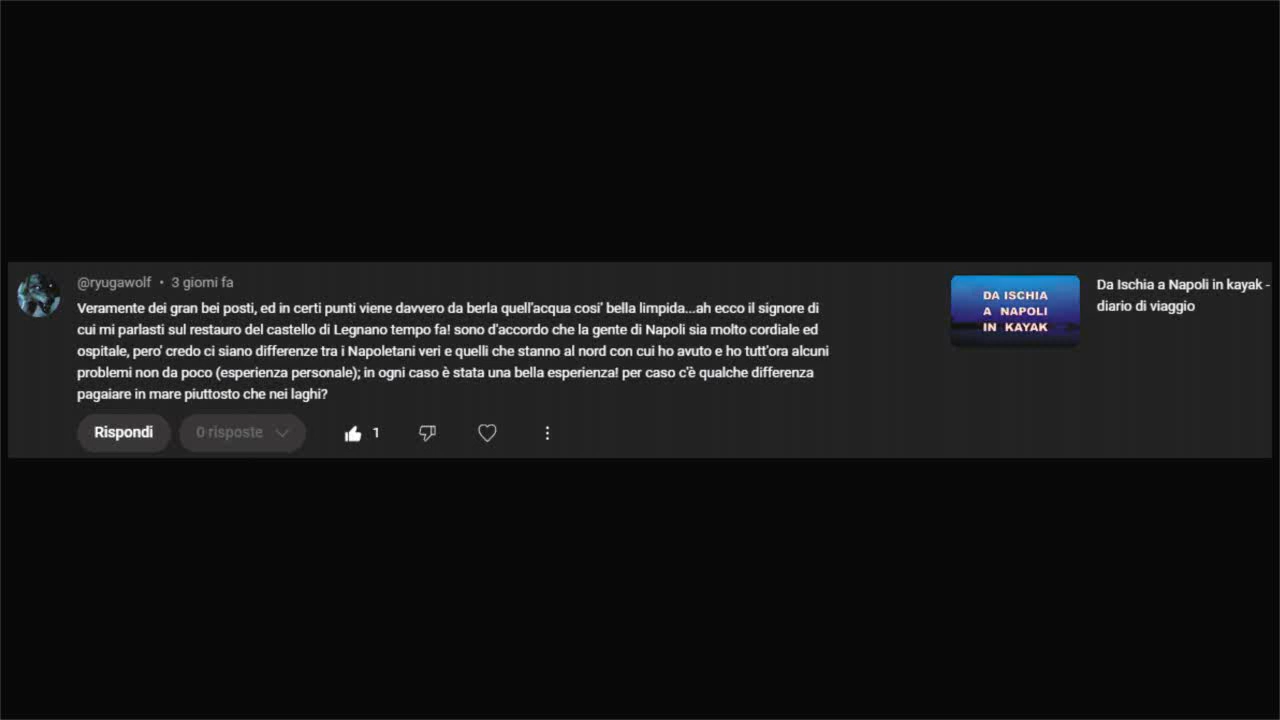 @ryugawolf • 3 giorni fa
Veramente dei gran bei posti, ed in certi punti viene davvero da berla quell'acqua cosi' bella limpida...ah ecco il signore di
cui mi parlasti sul restauro del castello di Legnano tempo fa! sono d'accordo che la gente di Napoli sia molto cordiale ed
ospitale, pero' credo ci siano differenze tra i Napoletani veri e quelli che stanno al nord con cui ho avuto e ho tutt'ora alcuni
problemi non da poco (esperienza personale); in ogni caso è stata una bella esperienza! per caso c'è qualche differenza
pagaiare in mare piuttosto che nei laghi?
Rispondi 0 risposte 1
DA ISCHIA
A NAPOLI
IN KAYAK
Da Ischia a Napoli in kayak -
diario di viaggio